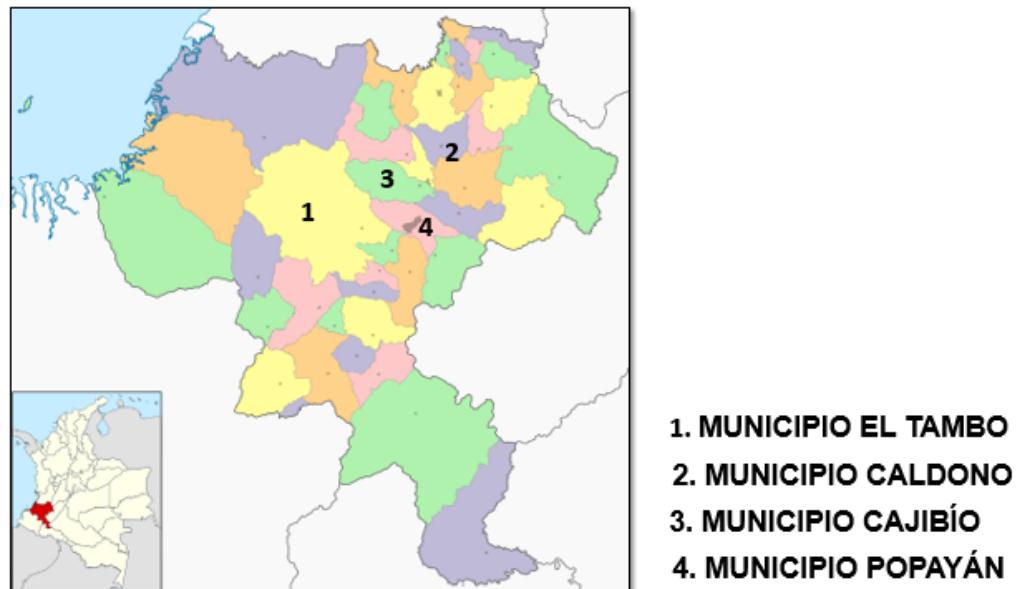 2
3
1
4
1. MUNICIPIO EL TAMBO
2. MUNICIPIO CALDONO
3. MUNICIPIO CAJIBÍO
4. MUNICIPIO POPAYÁN